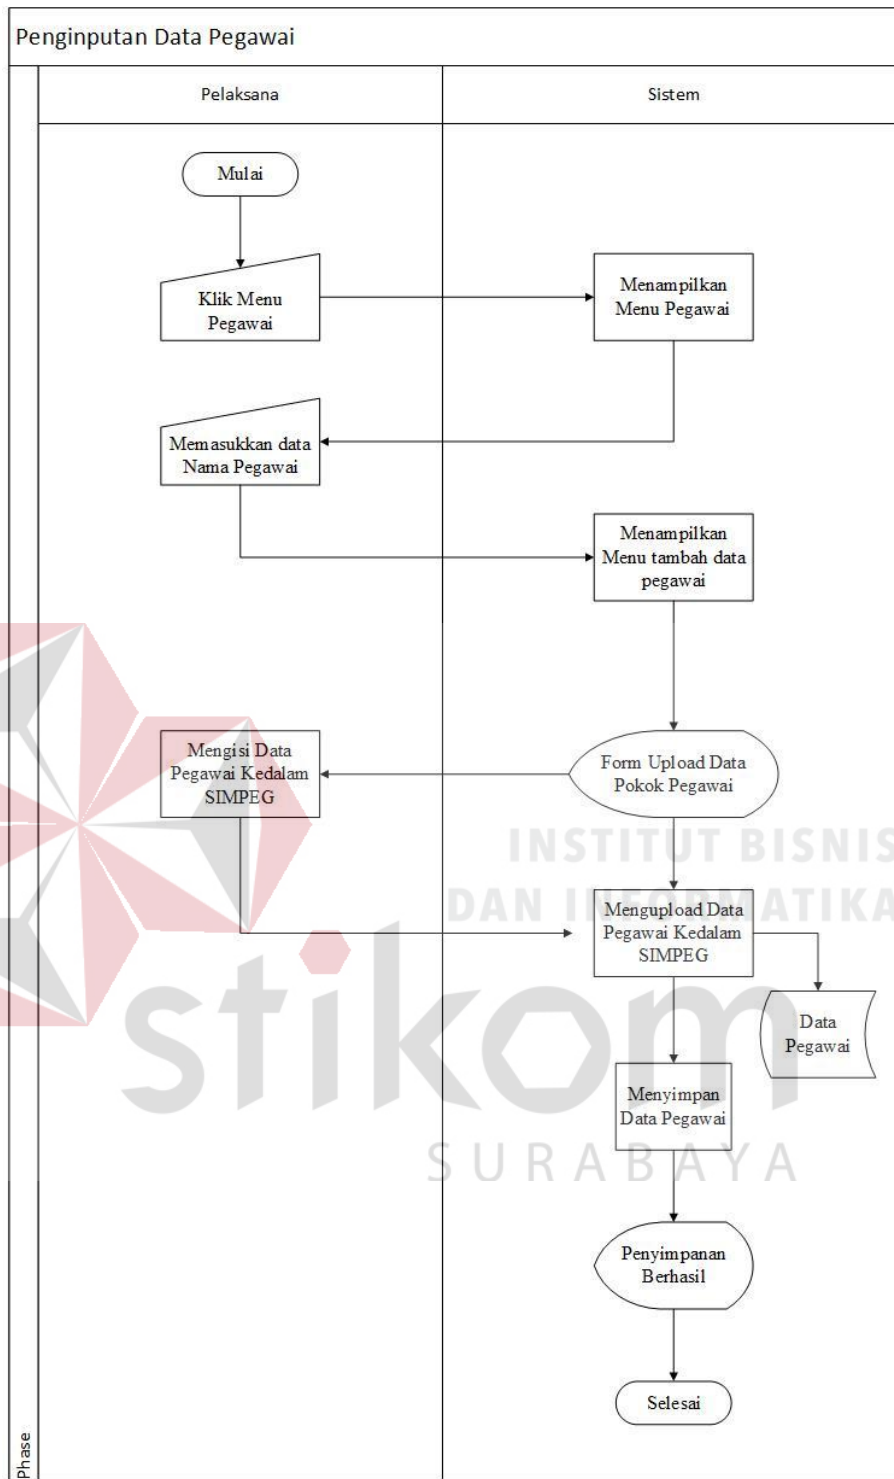 Penginputan Data Pegawai
Pelaksana
Sistem
Mulai
Klik Menu
Pegawai
Menampilkan
Menu Pegawai
Memasukkan data
Nama Pegawai
Menampilkan
Menu tambah data
pegawai
Mengisi Data
Pegawai Kedalam
SIMPEG
Form Upload Data
Pokok Pegawai
INSTITUT BISNIS
DAN INFORMATIKA
Mengupload Data
Pegawai Kedalam
SIMPEG
Data
Pegawai
stikom
Menyimpan
Data Pegawai
SURABAYA
Penyimpanan
Berhasil
Selesai
Phase